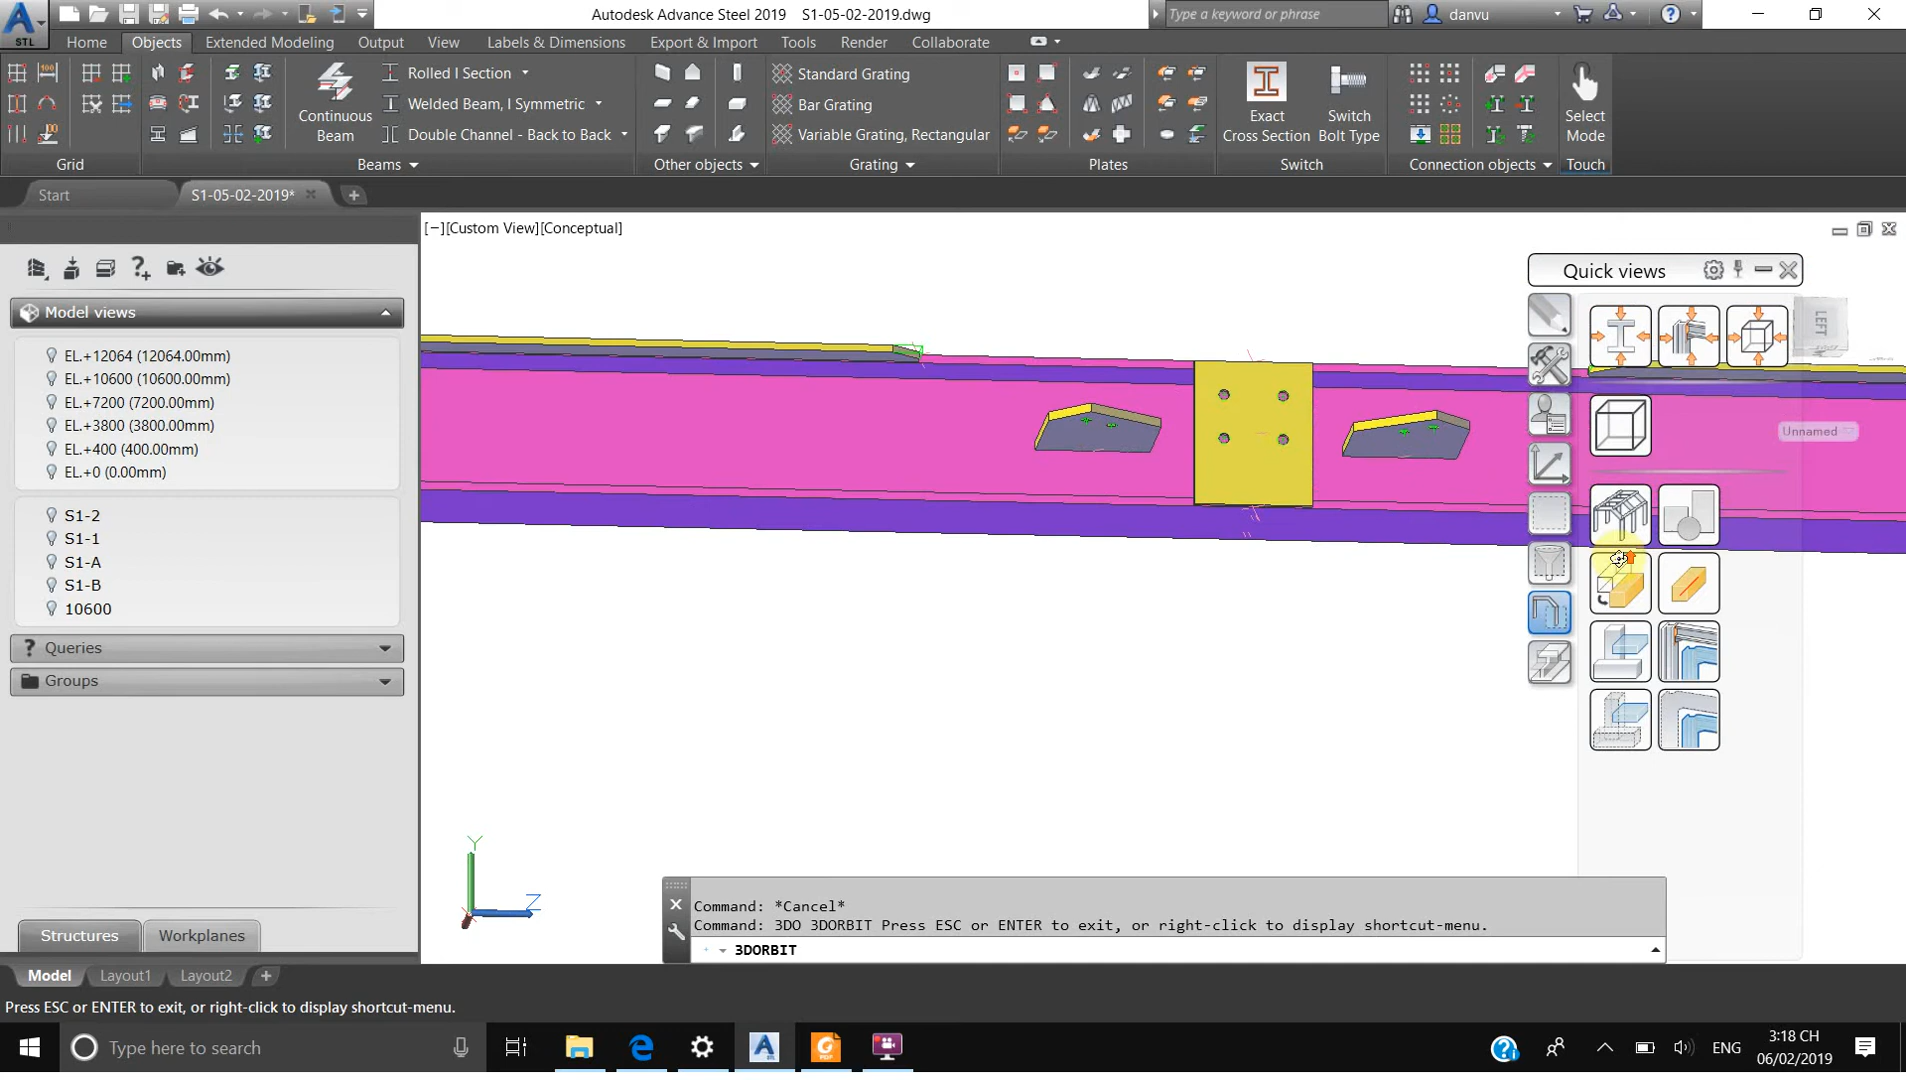 Autodesk Advance Steel 2019 S1-05-02-2019.dwg
Type a keyword or phrase
danvu
STL
Home Objects Extended Modeling Output View Labels & Dimensions Export & Import Tools Render Collaborate
Continuous Beam
Rolled I Section
Welded Beam, I Symmetric
Double Channel - Back to Back
Standard Grating
Bar Grating
Variable Grating, Rectangular
Exact Cross Section
Switch Bolt Type
Select Mode
Grid Beams Other objects Grating Plates Switch Connection objects Touch
Start S1-05-02-2019*
[−][Custom View][Conceptual]
Quick views
LEFT
Unnamed
Model views
EL.+12064 (12064.00mm)
EL.+10600 (10600.00mm)
EL.+7200 (7200.00mm)
EL.+3800 (3800.00mm)
EL.+400 (400.00mm)
EL.+0 (0.00mm)
S1-2
S1-1
S1-A
S1-B
10600
Queries
Groups
Y
Z
Command: *Cancel*
Command: 3DO 3DORBIT Press ESC or ENTER to exit, or right-click to display shortcut-menu.
3DORBIT
Structures Workplanes
Model Layout1 Layout2
Press ESC or ENTER to exit, or right-click to display shortcut-menu.
Type here to search
ENG
3:18 CH
06/02/2019